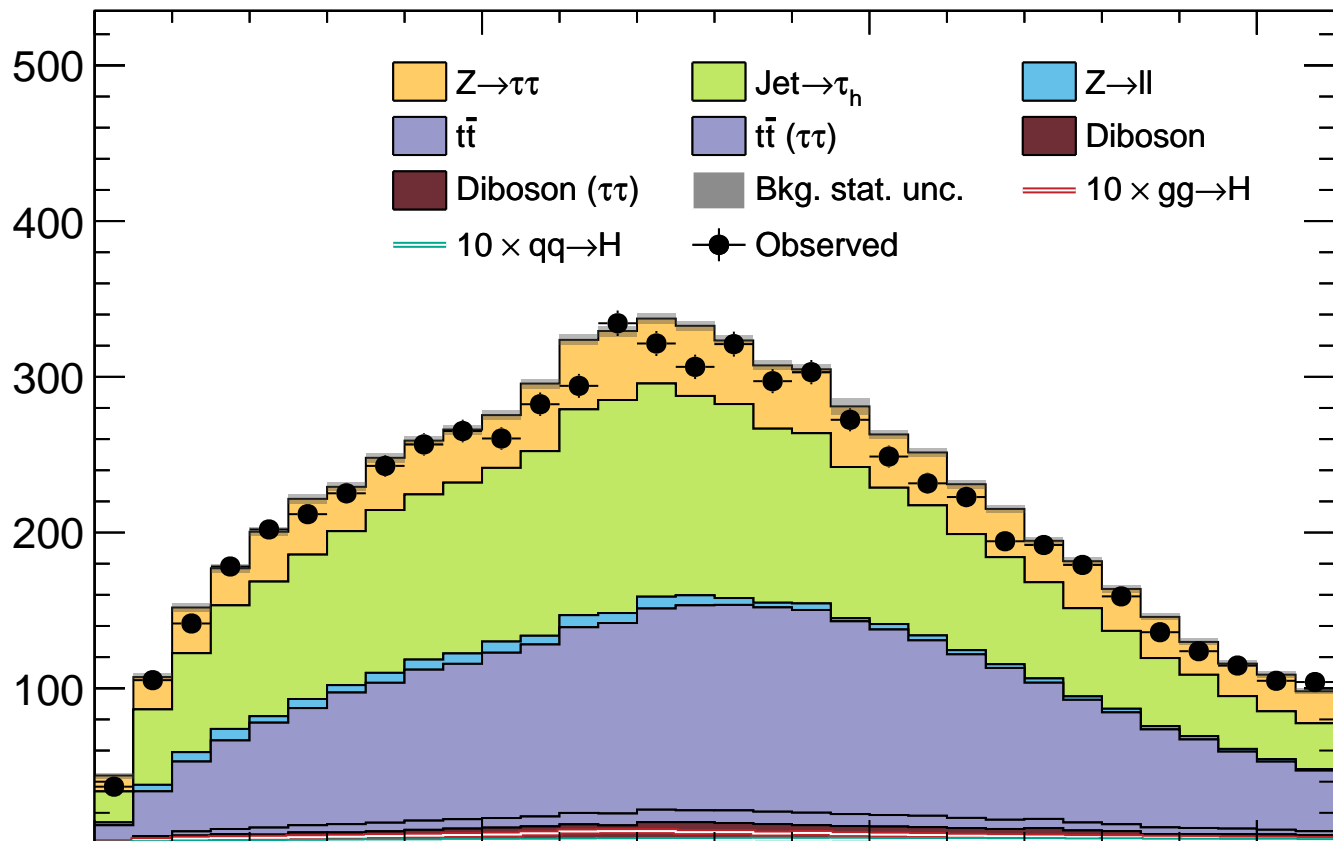 500
400
300
200
100
Z→ττ Jet→τ_h Z→ll
tt̄ tt̄ (ττ) Diboson
Diboson (ττ) Bkg. stat. unc. 10 × gg→H
10 × qq→H Observed